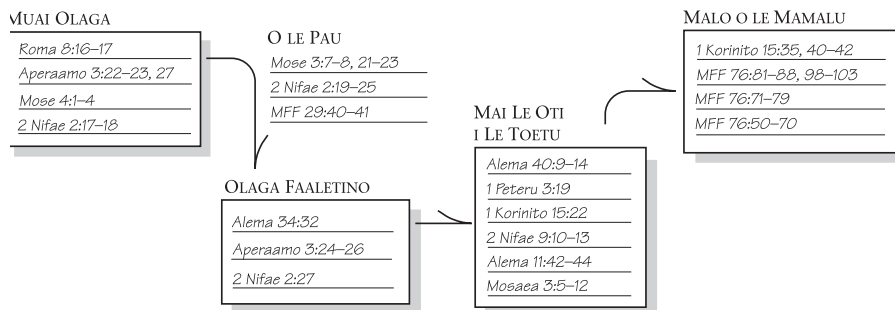 MUAI OLAGA
Roma 8:16–17
Aperaamo 3:22–23, 27
Mose 4:1–4
2 Nifae 2:17–18
O LE PAU
Mose 3:7–8, 21–23
2 Nifae 2:19–25
MFF 29:40–41
OLAGA FAALETINO
Alema 34:32
Aperaamo 3:24–26
2 Nifae 2:27
MAI LE OTI
I LE TOETU
Alema 40:9–14
1 Peteru 3:19
1 Korinito 15:22
2 Nifae 9:10–13
Alema 11:42–44
Mosaea 3:5–12
MALO O LE MAMALU
1 Korinito 15:35, 40–42
MFF 76:81–88, 98–103
MFF 76:71–79
MFF 76:50–70